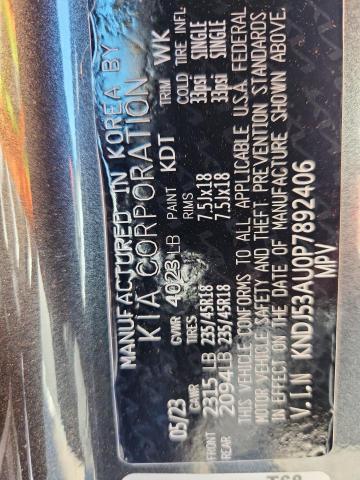 MANUFACTURED IN KOREA BY
KIA CORPORATION
05/23 GVWR 4023 LB PAINT KDT TRIM WK
GAWR TIRES RIMS COLD TIRE INFL.
FRONT 2315 LB 235/45R18 7.5Jx18 33psi SINGLE
REAR 2094LB 235/45R18 7.5Jx18 33psi SINGLE
THIS VEHICLE CONFORMS TO ALL APPLICABLE U.S.A. FEDERAL
MOTOR VEHICLE SAFETY AND THEFT PREVENTION STANDARDS
IN EFFECT ON THE DATE OF MANUFACTURE SHOWN ABOVE.
V.I.N KNDJ53AU0P7892406
MPV